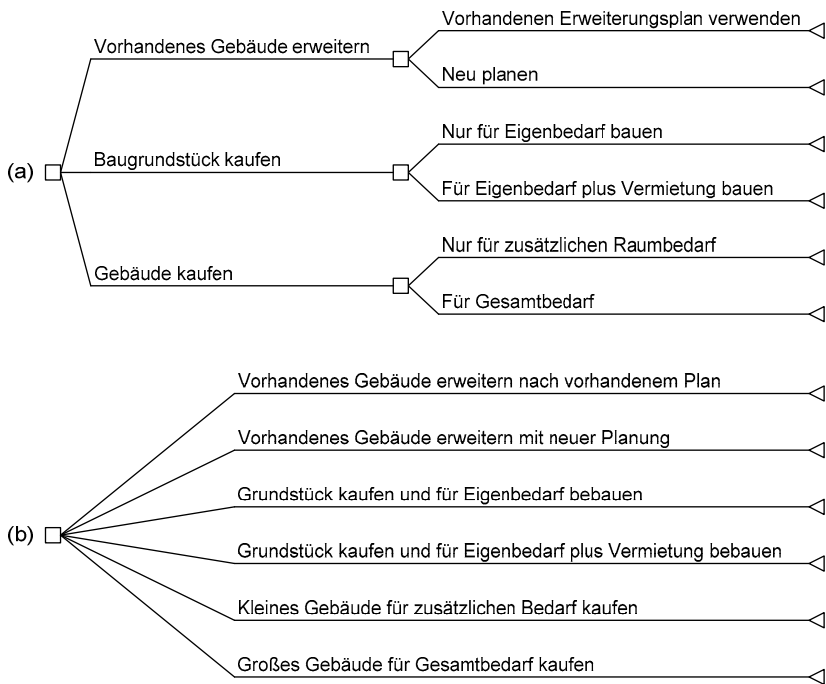 Vorhandenen Erweiterungsplan verwenden
Vorhandenes Gebäude erweitern
Neu planen
Nur für Eigenbedarf bauen
(a) Baugrundstück kaufen
Für Eigenbedarf plus Vermietung bauen
Nur für zusätzlichen Raumbedarf
Gebäude kaufen
Für Gesamtbedarf
Vorhandenes Gebäude erweitern nach vorhandenem Plan
Vorhandenes Gebäude erweitern mit neuer Planung
Grundstück kaufen und für Eigenbedarf bebauen
(b)
Grundstück kaufen und für Eigenbedarf plus Vermietung bebauen
Kleines Gebäude für zusätzlichen Bedarf kaufen
Großes Gebäude für Gesamtbedarf kaufen